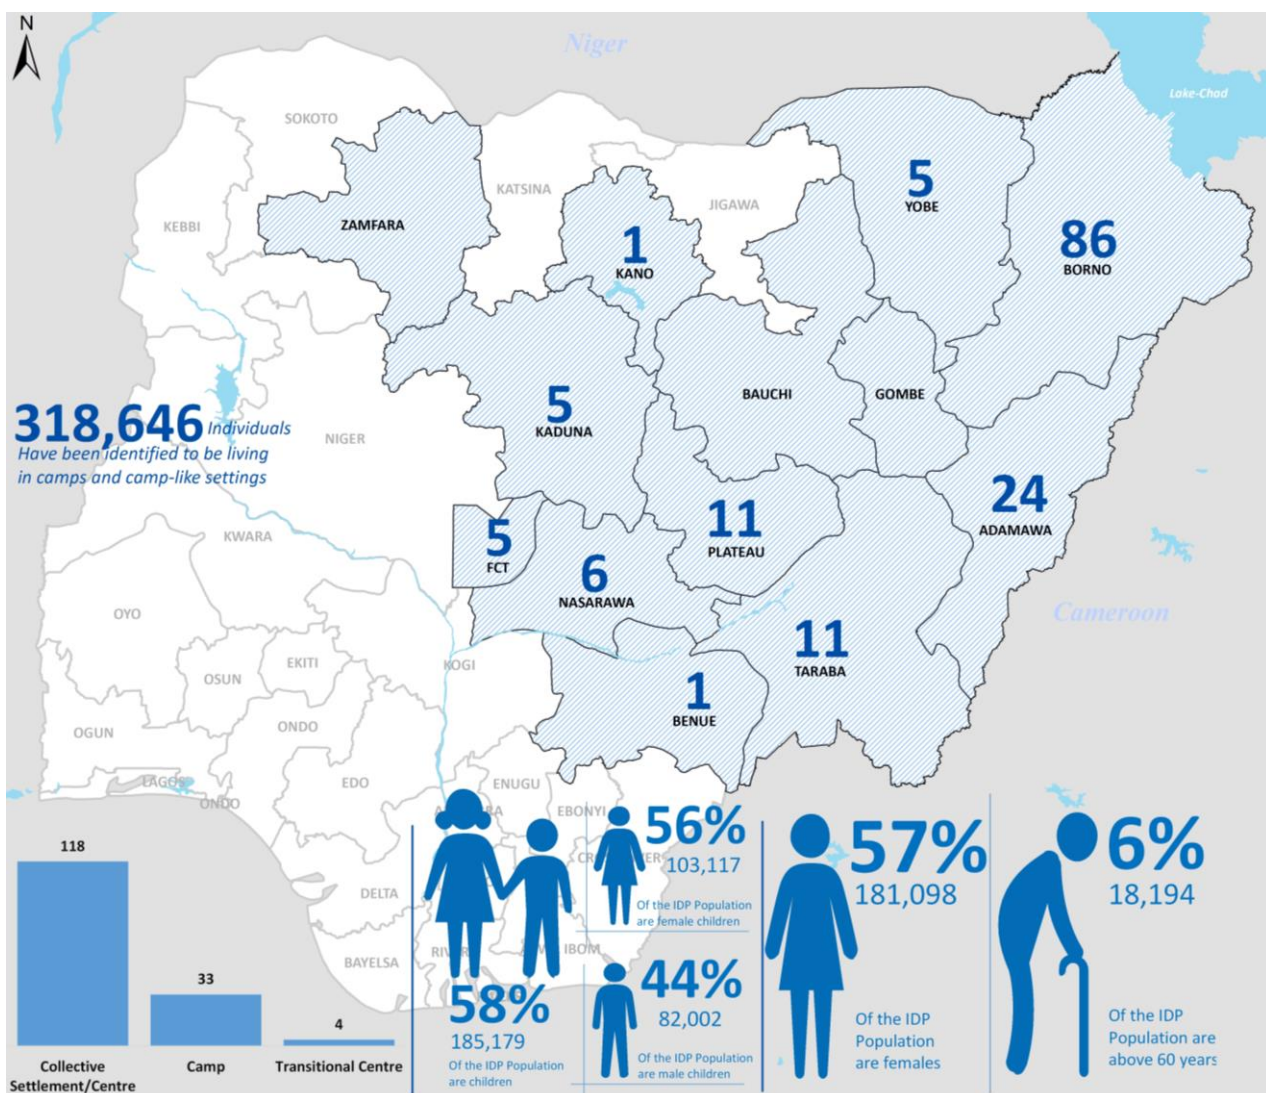 N
Niger
Lake-Chad
SOKOTO
ZAMFARA
KATSINA
KEBBI
JIGAWA
1
KANO
5
YOBE
86
BORNO
318,646 Individuals
Have been identified to be living
in camps and camp-like settings
NIGER
5
KADUNA
BAUCHI
GOMBE
24
ADAMAWA
11
PLATEAU
5
FCT
6
NASARAWA
KWARA
OYO
Cameroon
11
TARABA
EKITI
OSUN
KOGI
1
BENUE
OGUN
ONDO
LAGOS
ONDO
EDO
ENUGU
EBONYI
DELTA
BAYELSA
IBOM
118
33
4
Collective
Settlement/Centre
Camp
Transitional Centre
58%
185,179
Of the IDP Population
are children
56%
103,117
Of the IDP Population
are female children
44%
82,002
Of the IDP Population
are male children
57%
181,098
Of the IDP
Population
are females
6%
18,194
Of the IDP
Population are
above 60 years